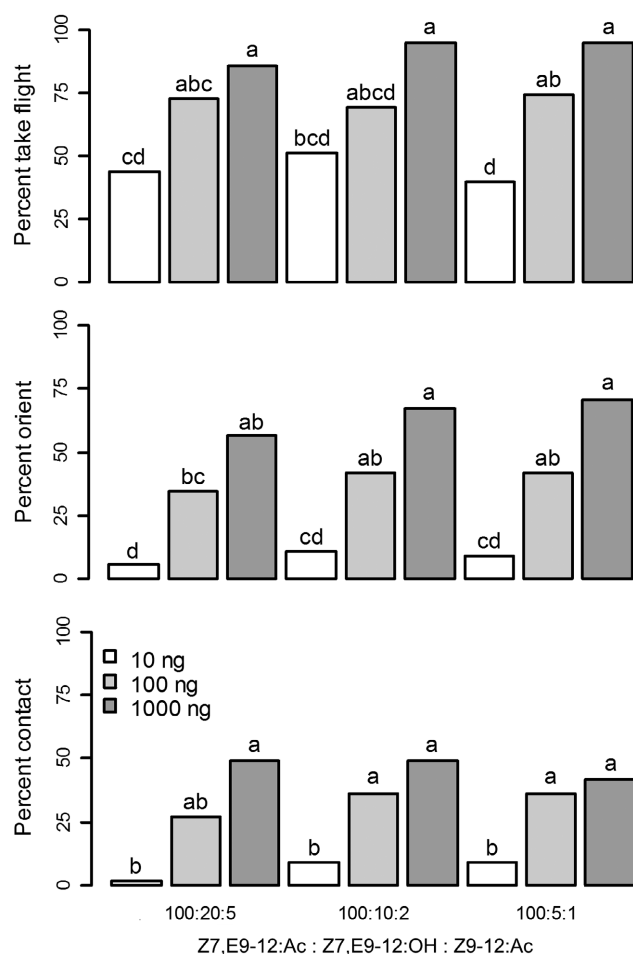 Percent take flight
100
75
50
25
0
cd
abc
a
bcd
abcd
a
d
ab
a
Percent orient
100
75
50
25
0
d
bc
ab
cd
ab
a
cd
ab
a
Percent contact
100
75
50
25
0
10 ng
100 ng
1000 ng
b
ab
a
b
a
a
b
a
a
100:20:5
100:10:2
100:5:1
Z7,E9-12:Ac : Z7,E9-12:OH : Z9-12:Ac